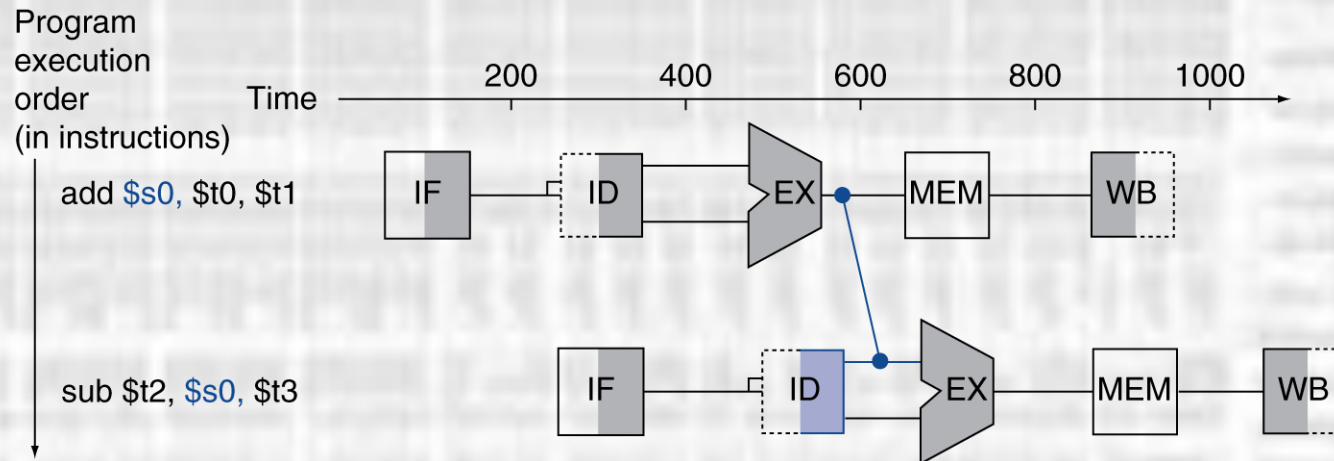 Program
execution
order
(in instructions)
Time
200 400 600 800 1000
add $s0, $t0, $t1
IF ID EX MEM WB
sub $t2, $s0, $t3
IF ID EX MEM WB